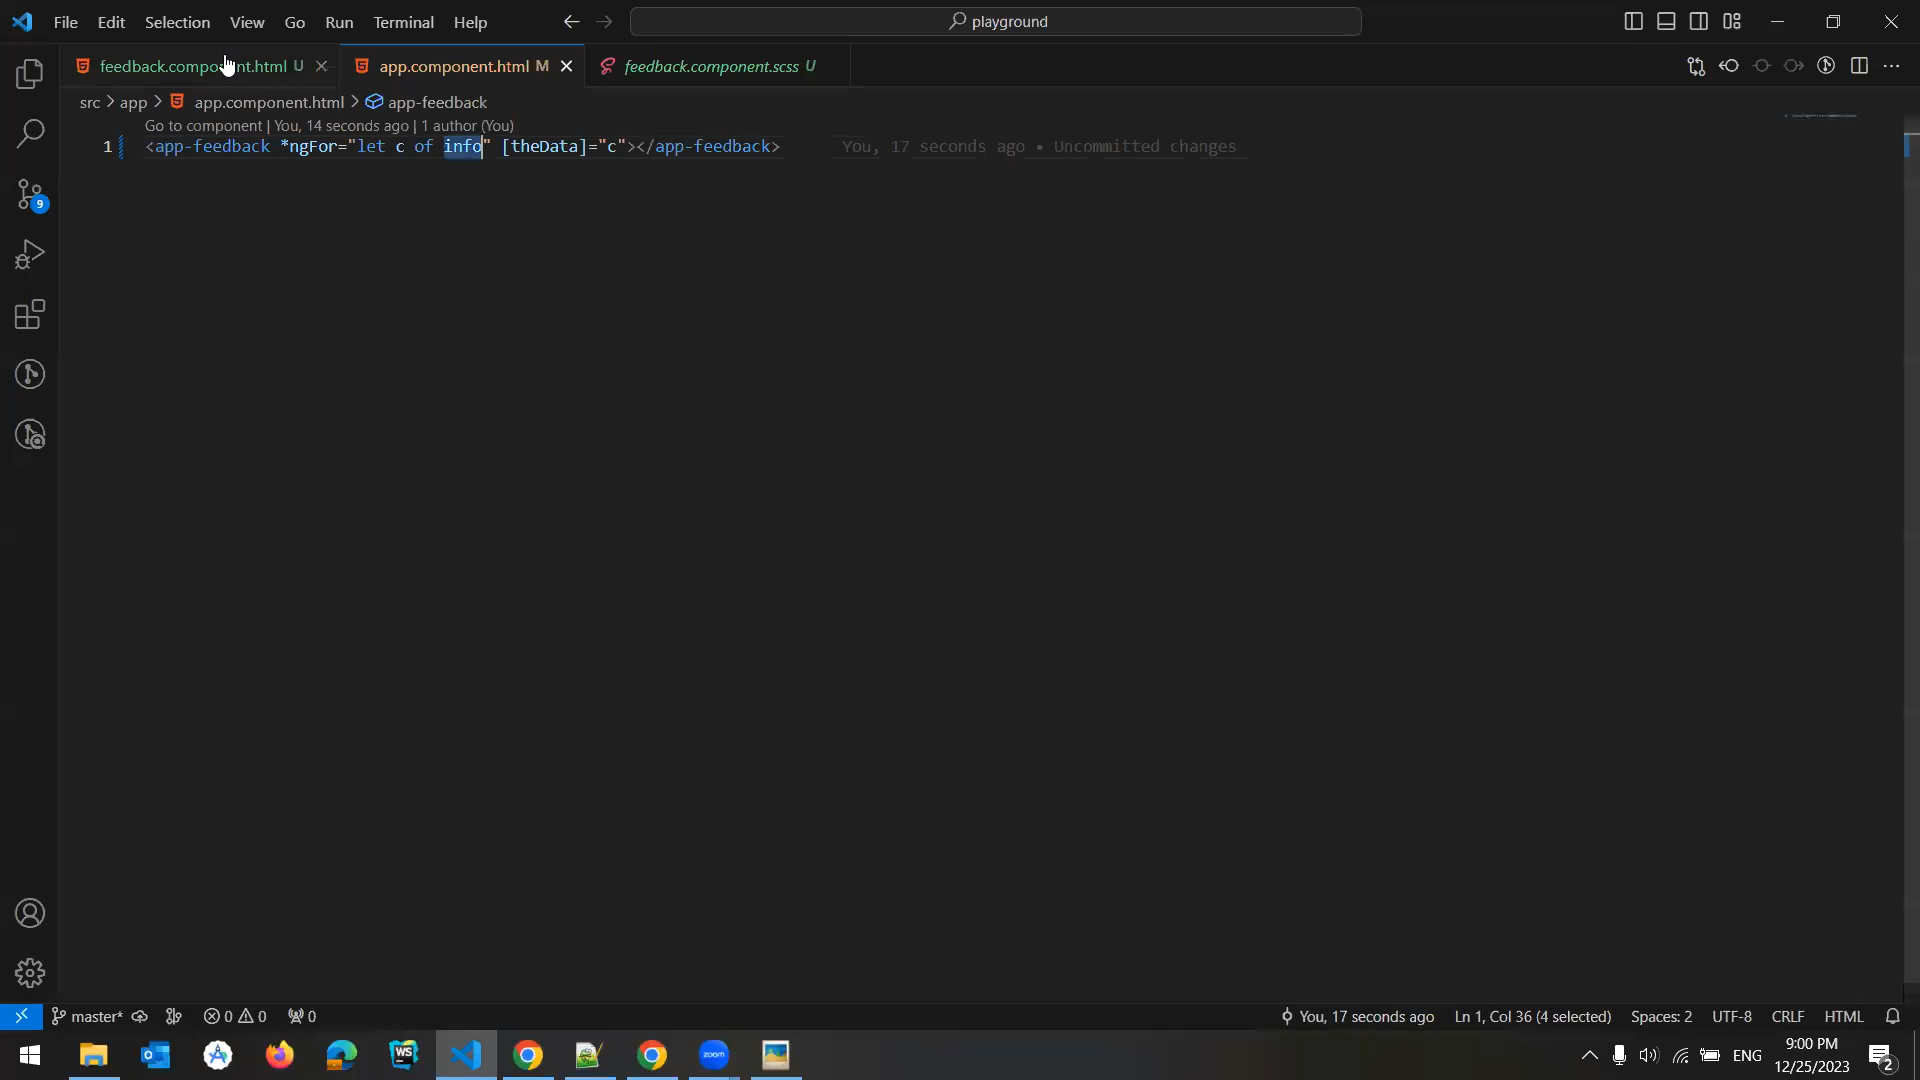 File Edit Selection View Go Run Terminal Help
playground
feedback.component.html U
app.component.html M
feedback.component.scss U
src > app > app.component.html > app-feedback
Go to component | You, 14 seconds ago | 1 author (You)
1 <app-feedback *ngFor="let c of info" [theData]="c"></app-feedback> You, 17 seconds ago • Uncommitted changes
9
master* 0 0 0
You, 17 seconds ago Ln 1, Col 36 (4 selected) Spaces: 2 UTF-8 CRLF HTML
WS
zoom
ENG
9:00 PM
12/25/2023
2